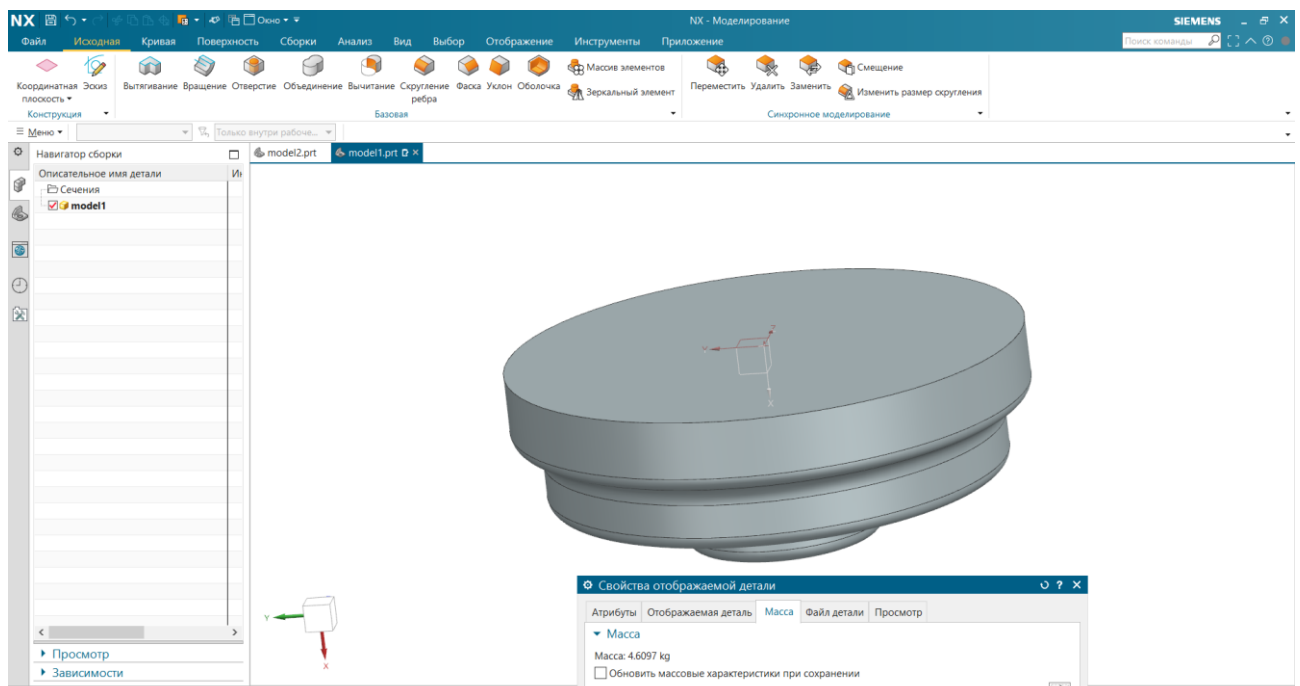 NX Окно NX - Моделирование SIEMENS
Файл Исходная Кривая Поверхность Сборки Анализ Вид Выбор Отображение Инструменты Приложение Поиск команды
Массив элементов Смещение
Координатная плоскость Эскиз Вытягивание Вращение Отверстие Объединение Вычитание Скругление ребра Фаска Уклон Оболочка Зеркальный элемент Переместить Удалить Заменить Изменить размер скругления
Конструкция Базовая Синхронное моделирование
Меню Только внутри рабоче...
Навигатор сборки model2.prt model1.prt
Описательное имя детали
Сечения
model1
Z
Y
X
Y
X
Свойства отображаемой детали
Атрибуты Отображаемая деталь Масса Файл детали Просмотр
Масса
Масса: 4.6097 kg
Обновить массовые характеристики при сохранении
Просмотр
Зависимости